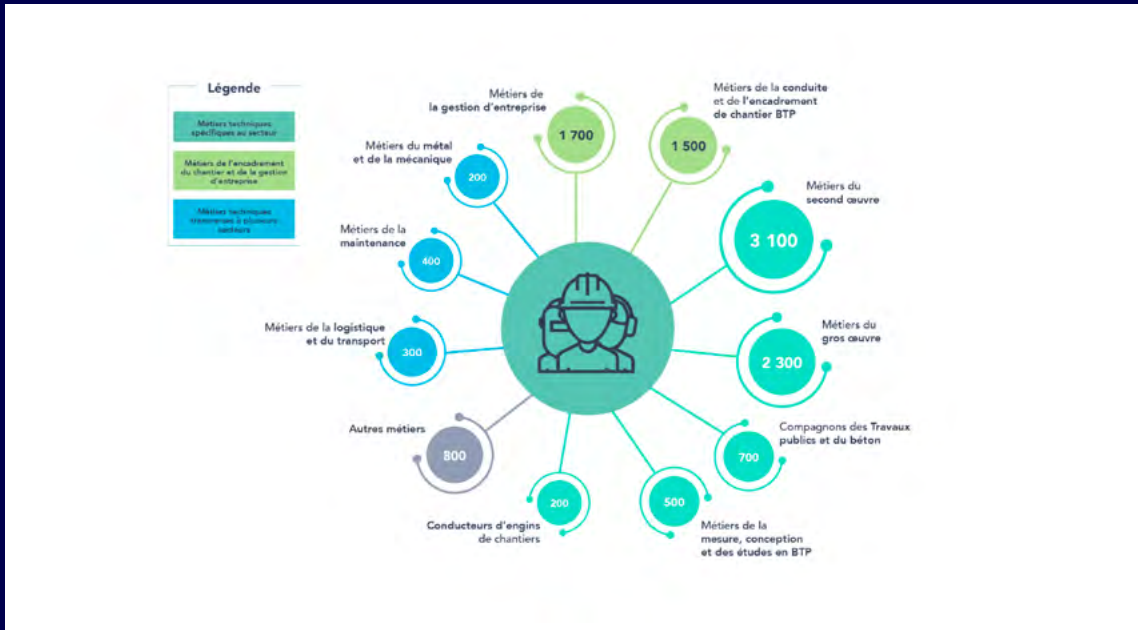 Légende
Métiers techniques
spécifiques au secteur
Métiers de l'encadrement
du chantier et de la gestion
d'entreprise
Métiers techniques
transverses à plusieurs
secteurs
Métiers de
la gestion d'entreprise
1 700
Métiers de la conduite
et de l'encadrement
de chantier BTP
1 500
Métiers du métal
et de la mécanique
200
Métiers du
second œuvre
3 100
Métiers de la
maintenance
400
Métiers du
gros œuvre
2 300
Métiers de la logistique
et du transport
300
Autres métiers
800
Compagnons des Travaux
publics et du béton
700
Conducteurs d'engins
de chantiers
200
500
Métiers de la
mesure, conception
et des études en BTP